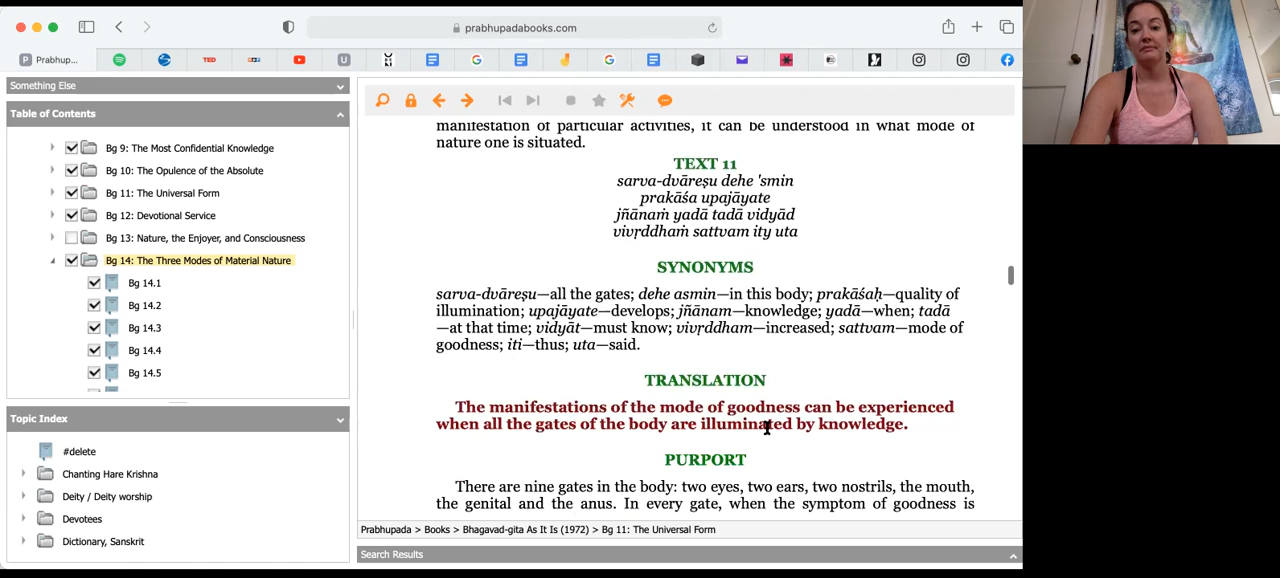 prabhupadabooks.com
Prabhup...
TED
Something Else
Table of Contents
Bg 9: The Most Confidential Knowledge
Bg 10: The Opulence of the Absolute
Bg 11: The Universal Form
Bg 12: Devotional Service
Bg 13: Nature, the Enjoyer, and Consciousness
Bg 14: The Three Modes of Material Nature
Bg 14.1
Bg 14.2
Bg 14.3
Bg 14.4
Bg 14.5
Topic Index
#delete
Chanting Hare Krishna
Deity / Deity worship
Devotees
Dictionary, Sanskrit
manifestation of particular activities, it can be understood in what mode of
nature one is situated.
TEXT 11
sarva-dvāreṣu dehe 'smin
prakāśa upajāyate
jñānaṁ yadā tadā vidyād
vivṛddhaṁ sattvam ity uta
SYNONYMS
sarva-dvāreṣu—all the gates; dehe asmin—in this body; prakāśaḥ—quality of
illumination; upajāyate—develops; jñānam—knowledge; yadā—when; tadā
—at that time; vidyāt—must know; vivṛddham—increased; sattvam—mode of
goodness; iti—thus; uta—said.
TRANSLATION
The manifestations of the mode of goodness can be experienced
when all the gates of the body are illuminated by knowledge.
PURPORT
There are nine gates in the body: two eyes, two ears, two nostrils, the mouth,
the genital and the anus. In every gate, when the symptom of goodness is
Prabhupada > Books > Bhagavad-gita As It Is (1972) > Bg 11: The Universal Form
Search Results